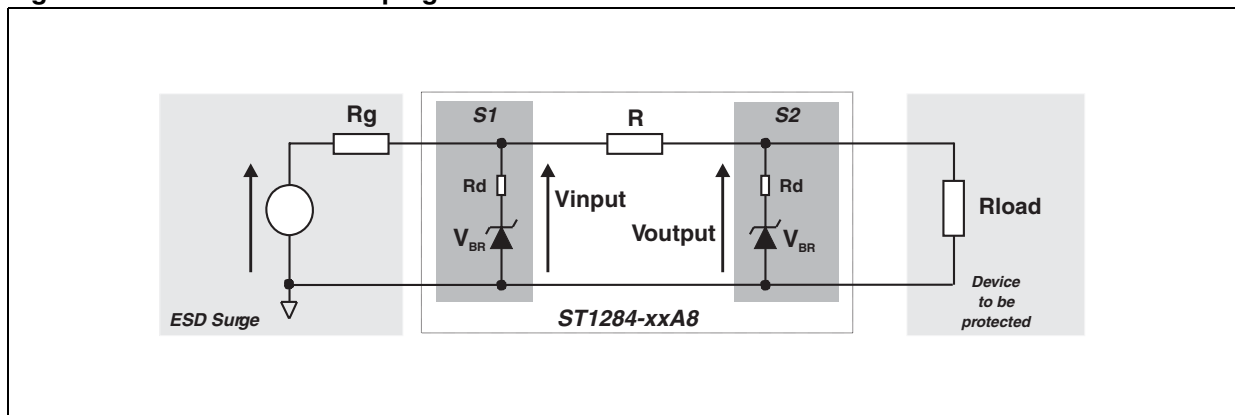 Rg
S1
R
S2
Rd
Vinput
Rd
Rload
Voutput
VBR
VBR
Device
to be
protected
ESD Surge
ST1284-xxA8